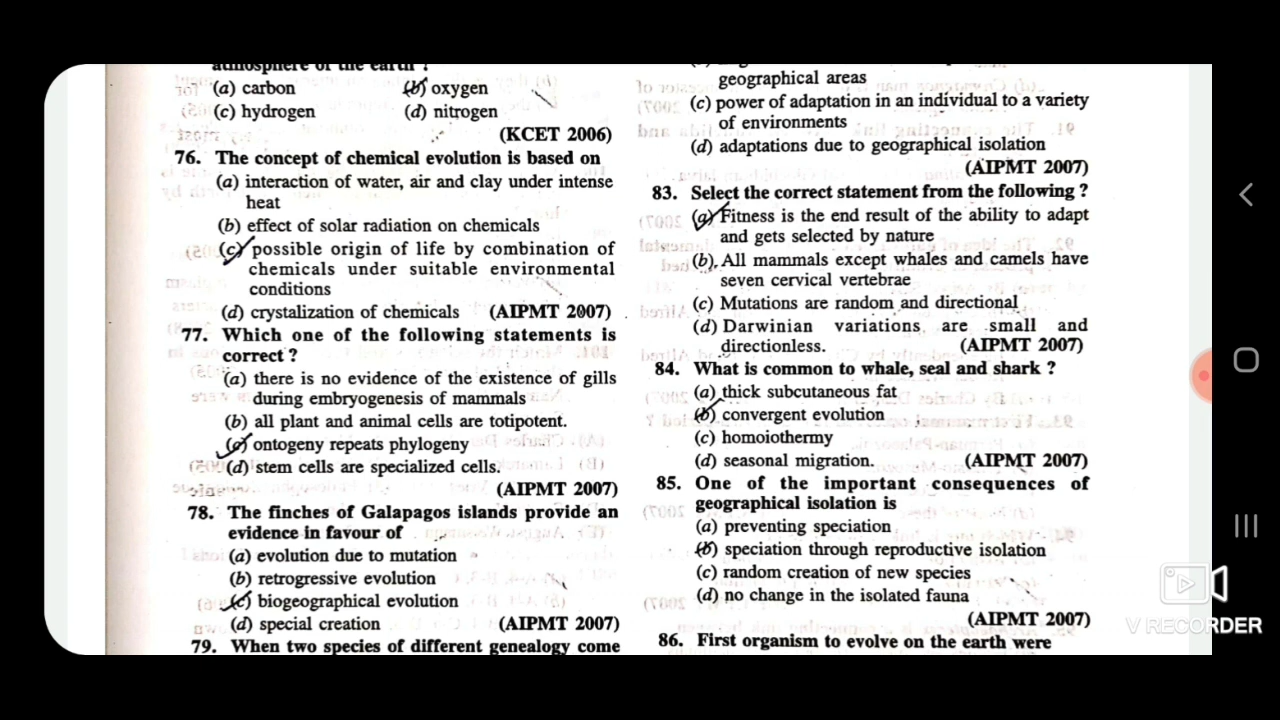 atmosphere of the earth ?
(a) carbon (b) oxygen
(c) hydrogen (d) nitrogen
(KCET 2006)
76. The concept of chemical evolution is based on
(a) interaction of water, air and clay under intense
heat
(b) effect of solar radiation on chemicals
(c) possible origin of life by combination of
chemicals under suitable environmental
conditions
(d) crystalization of chemicals (AIPMT 2007)
77. Which one of the following statements is
correct ?
(a) there is no evidence of the existence of gills
during embryogenesis of mammals
(b) all plant and animal cells are totipotent.
(c) ontogeny repeats phylogeny
(d) stem cells are specialized cells.
(AIPMT 2007)
78. The finches of Galapagos islands provide an
evidence in favour of
(a) evolution due to mutation
(b) retrogressive evolution
(c) biogeographical evolution
(d) special creation (AIPMT 2007)
79. When two species of different genealogy come
geographical areas
(c) power of adaptation in an individual to a variety
of environments
(d) adaptations due to geographical isolation
(AIPMT 2007)
83. Select the correct statement from the following ?
(a) Fitness is the end result of the ability to adapt
and gets selected by nature
(b) All mammals except whales and camels have
seven cervical vertebrae
(c) Mutations are random and directional
(d) Darwinian variations are small and
directionless. (AIPMT 2007)
84. What is common to whale, seal and shark ?
(a) thick subcutaneous fat
(b) convergent evolution
(c) homoiothermy
(d) seasonal migration. (AIPMT 2007)
85. One of the important consequences of
geographical isolation is
(a) preventing speciation
(b) speciation through reproductive isolation
(c) random creation of new species
(d) no change in the isolated fauna
(AIPMT 2007)
86. First organism to evolve on the earth were
V RECORDER